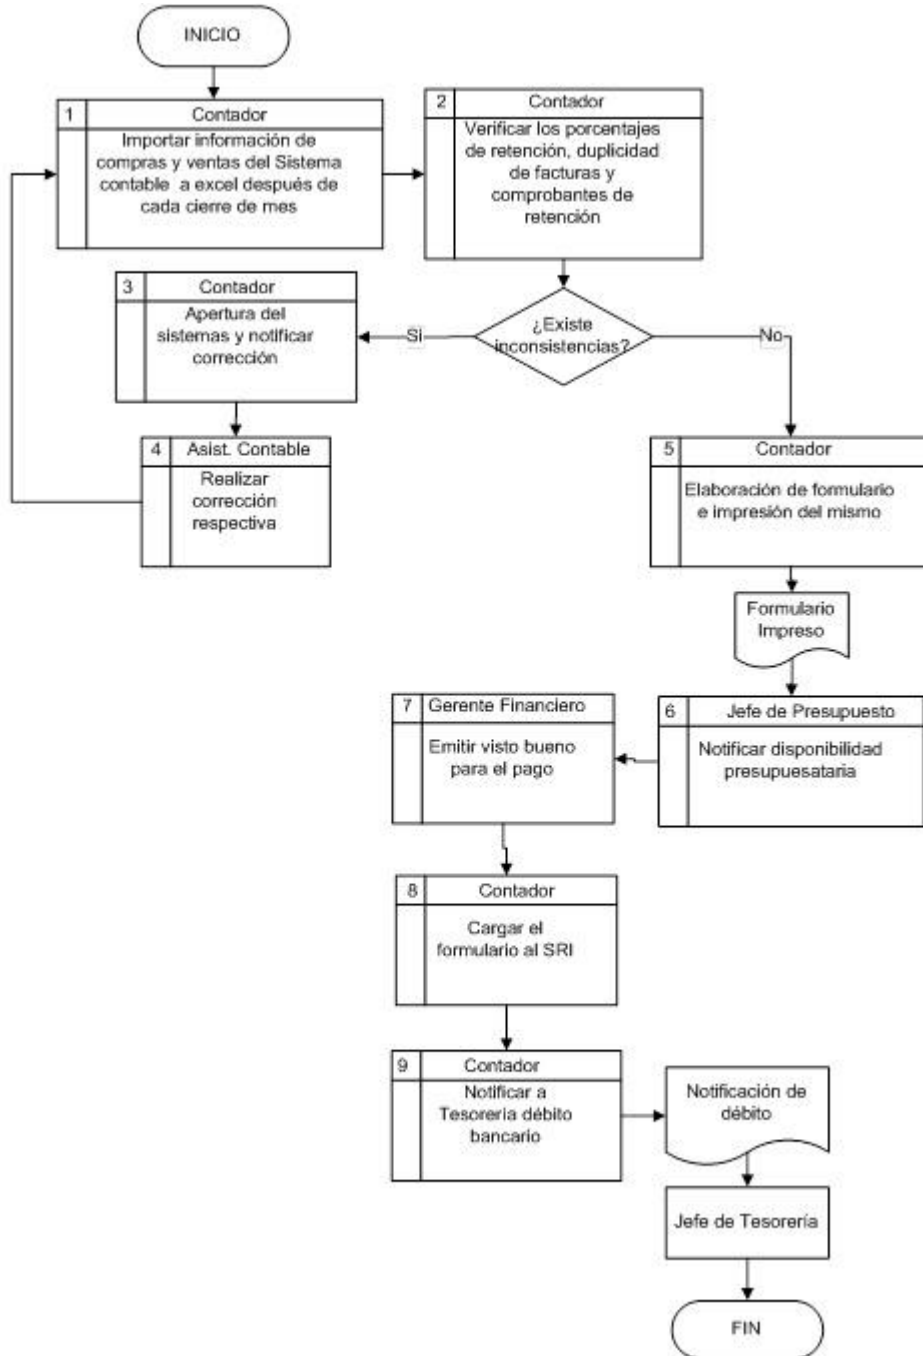 INICIO
1
Contador
Importar información de
compras y ventas del Sistema
contable a excel después de
cada cierre de mes
2
Contador
Verificar los porcentajes
de retención, duplicidad
de facturas y
comprobantes de
retención
3
Contador
Apertura del
sistemas y notificar
corrección
Si
¿Existe
inconsistencias?
No
4
Asist. Contable
Realizar
corrección
respectiva
5
Contador
Elaboración de formulario
e impresión del mismo
Formulario
Impreso
7
Gerente Financiero
Emitir visto bueno
para el pago
6
Jefe de Presupuesto
Notificar disponibilidad
presupuesataria
8
Contador
Cargar el
formulario al SRI
9
Contador
Notificar a
Tesorería débito
bancario
Notificación de
débito
Jefe de Tesorería
FIN